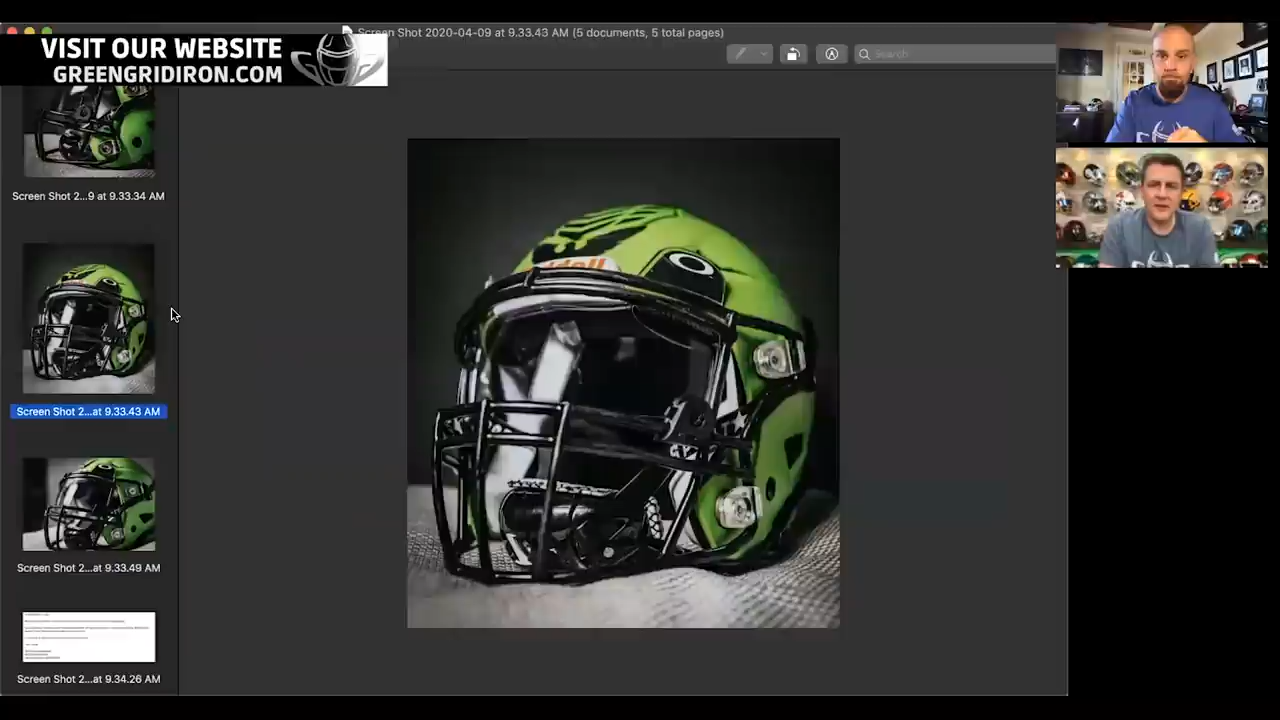 Screen Shot 2020-04-09 at 9.33.43 AM (5 documents, 5 total pages)
VISIT OUR WEBSITE
GREENGRIDIRON.COM
Search
Screen Shot 2...9 at 9.33.34 AM
Screen Shot 2...at 9.33.43 AM
Screen Shot 2...at 9.33.49 AM
Screen Shot 2...at 9.34.26 AM